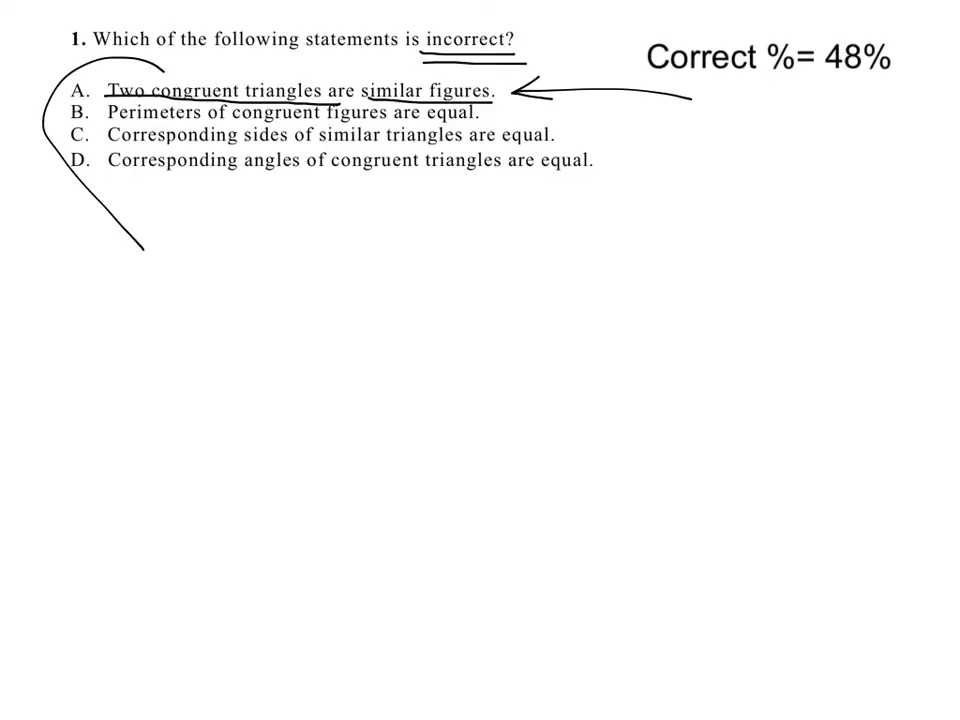 1. Which of the following statements is incorrect?
Correct %= 48%
A. Two congruent triangles are similar figures.
B. Perimeters of congruent figures are equal.
C. Corresponding sides of similar triangles are equal.
D. Corresponding angles of congruent triangles are equal.